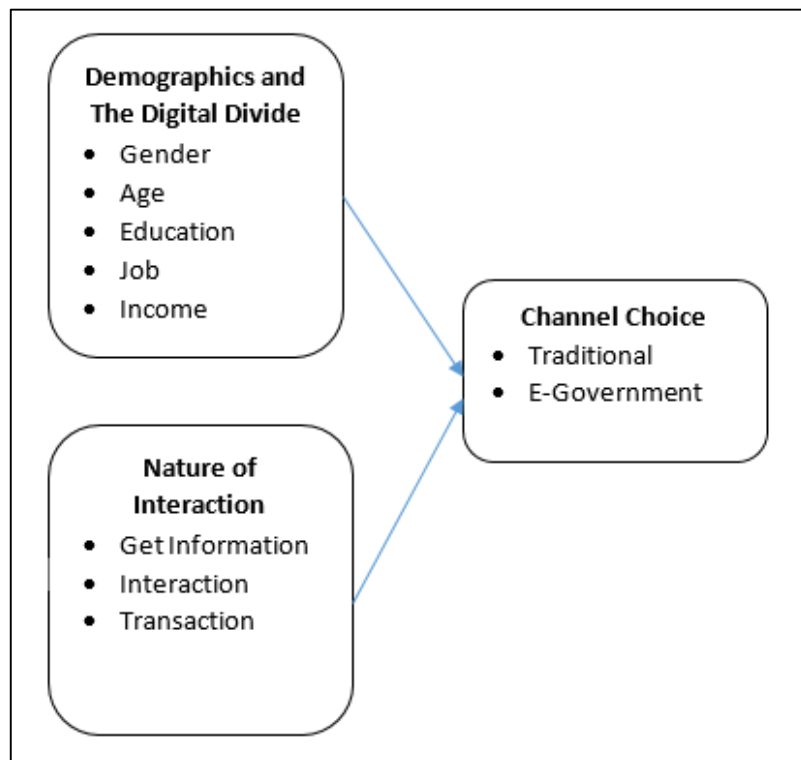 Demographics and
The Digital Divide
• Gender
• Age
• Education
• Job
• Income
Channel Choice
• Traditional
• E-Government
Nature of
Interaction
• Get Information
• Interaction
• Transaction